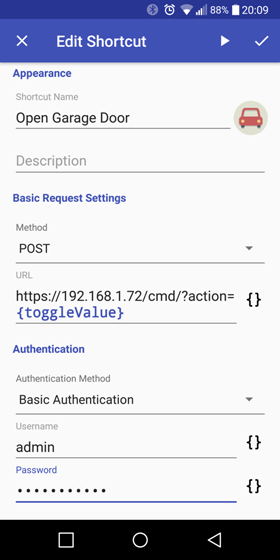 88% 20:09
Edit Shortcut
Appearance
Shortcut Name
Open Garage Door
Description
Basic Request Settings
Method
POST
URL
https://192.168.1.72/cmd/?action=
{toggleValue}
{}
Authentication
Authentication Method
Basic Authentication
Username
admin
{}
Password
•••••••••••
{}